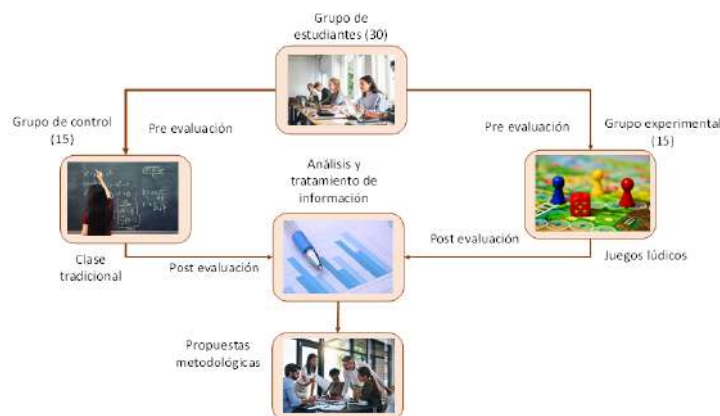 Grupo de
estudiantes (30)
Grupo de control
(15)
Pre evaluación
Pre evaluación
Grupo experimental
(15)
Análisis y
tratamiento de
información
Clase
tradicional
Post evaluación
Post evaluación
Juegos lúdicos
Propuestas
metodológicas